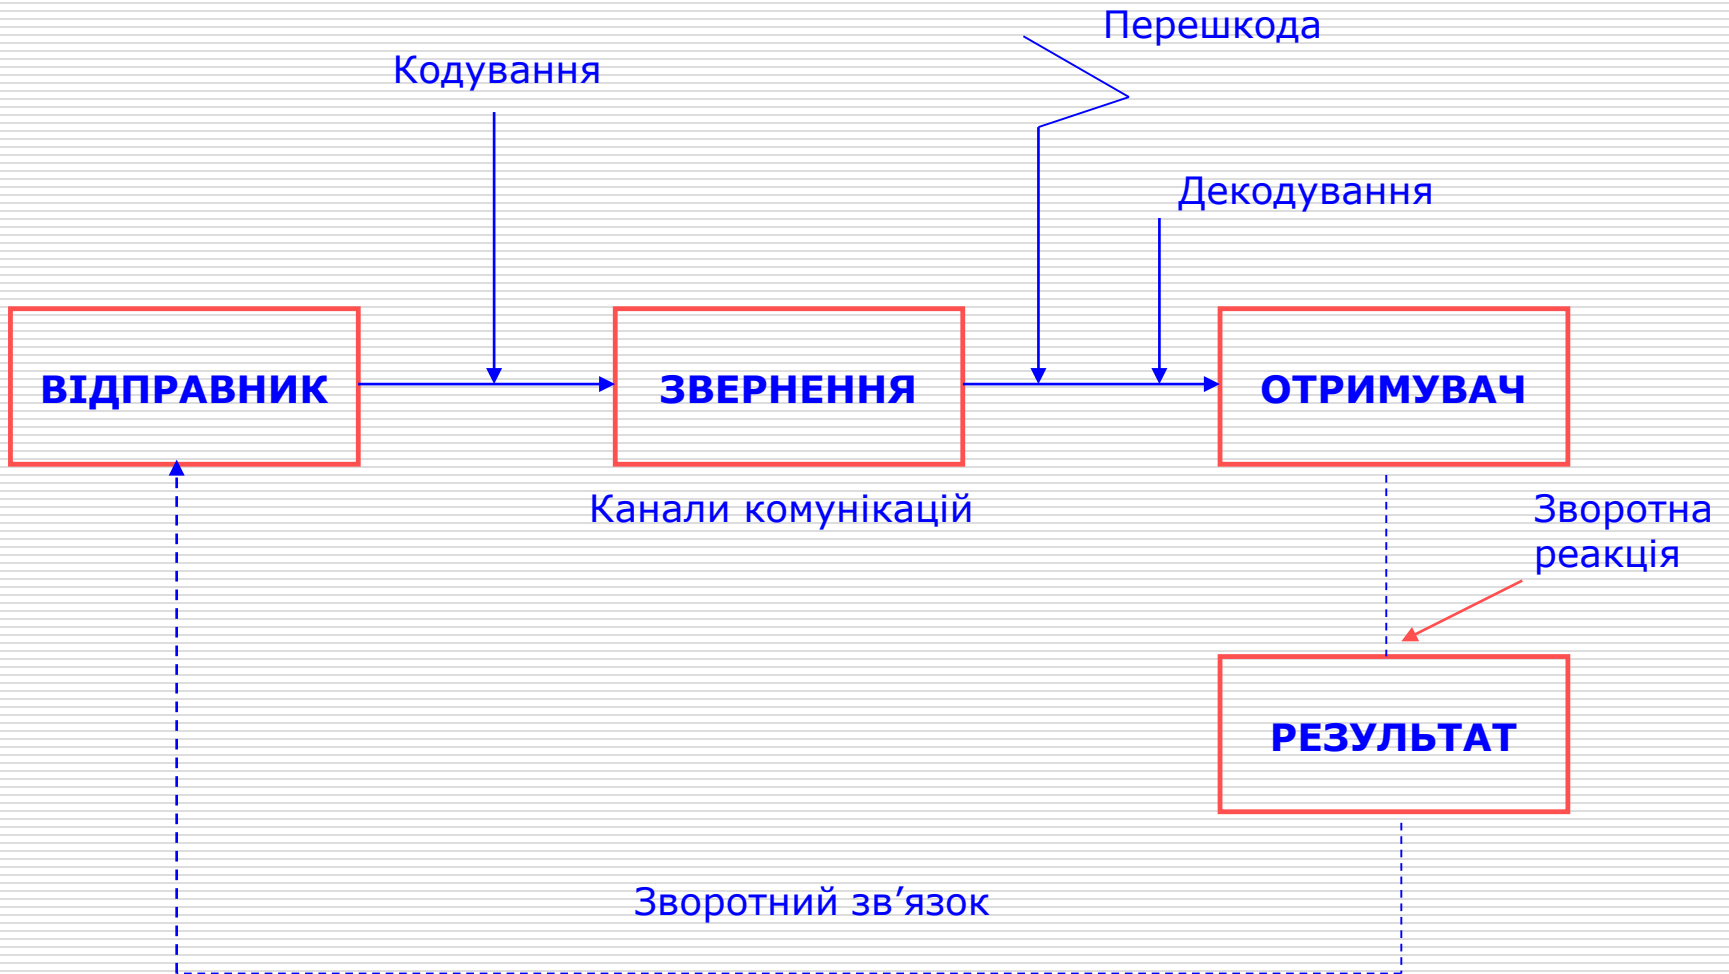 Перешкода
Кодування
Декодування
ВІДПРАВНИК
ЗВЕРНЕННЯ
ОТРИМУВАЧ
Канали комунікацій
Зворотна
реакція
РЕЗУЛЬТАТ
Зворотний зв’язок